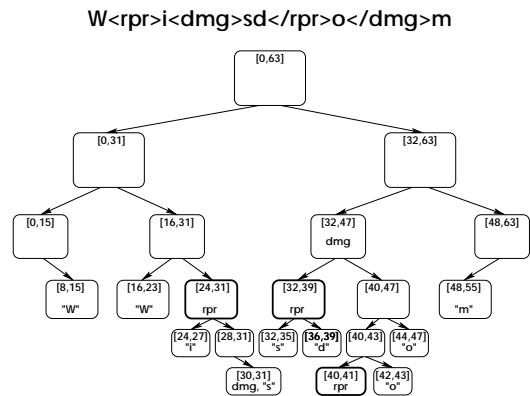 W<rpr>i<dmg>sd</rpr>o</dmg>m
[0,63]
[0,31] [32,63]
[0,15] [16,31] [32,47] [48,63]
dmg
[8,15] [16,23] [24,31] [32,39] [40,47] [48,55]
"W" "W" rpr rpr "m"
[24,27] [28,31] [32,35] [36,39] [40,43] [44,47]
"i" "s" "d" "o"
[30,31] [40,41] [42,43]
dmg, "s" rpr "o"